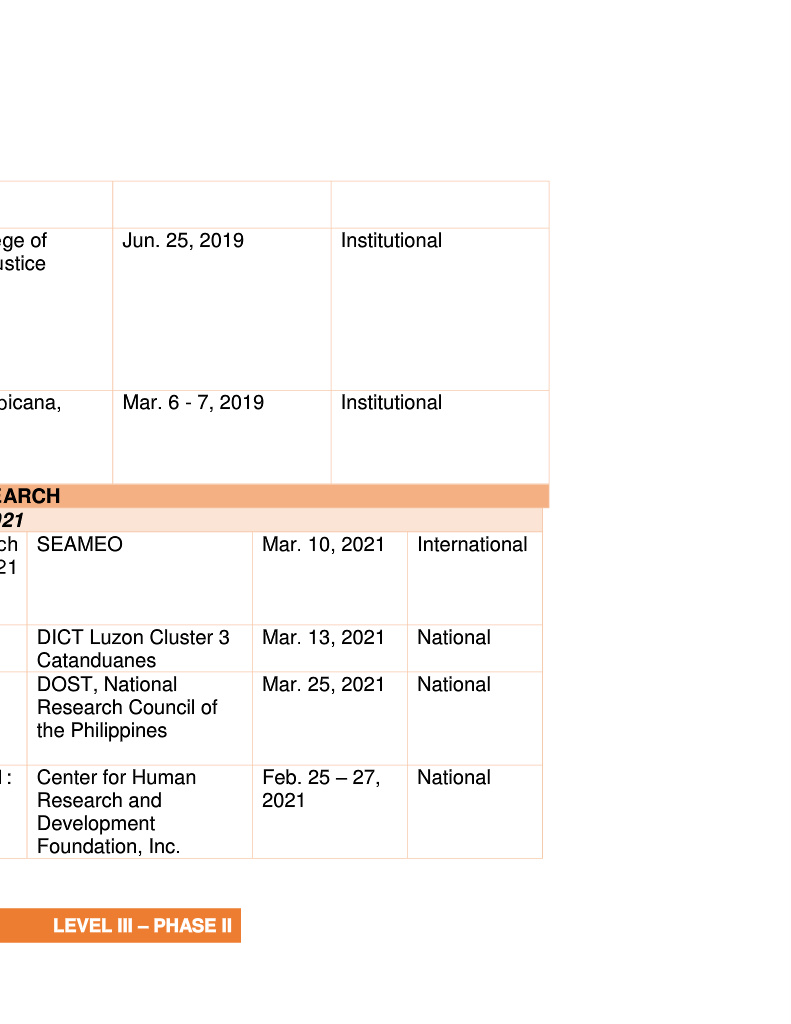 ege of Jun. 25, 2019 Institutional
ustice
picana, Mar. 6 - 7, 2019 Institutional
EARCH
021
ch SEAMEO Mar. 10, 2021 International
21
DICT Luzon Cluster 3 Mar. 13, 2021 National
Catanduanes
DOST, National Mar. 25, 2021 National
Research Council of
the Philippines
: Center for Human Feb. 25 – 27, National
Research and 2021
Development
Foundation, Inc.
LEVEL III – PHASE II